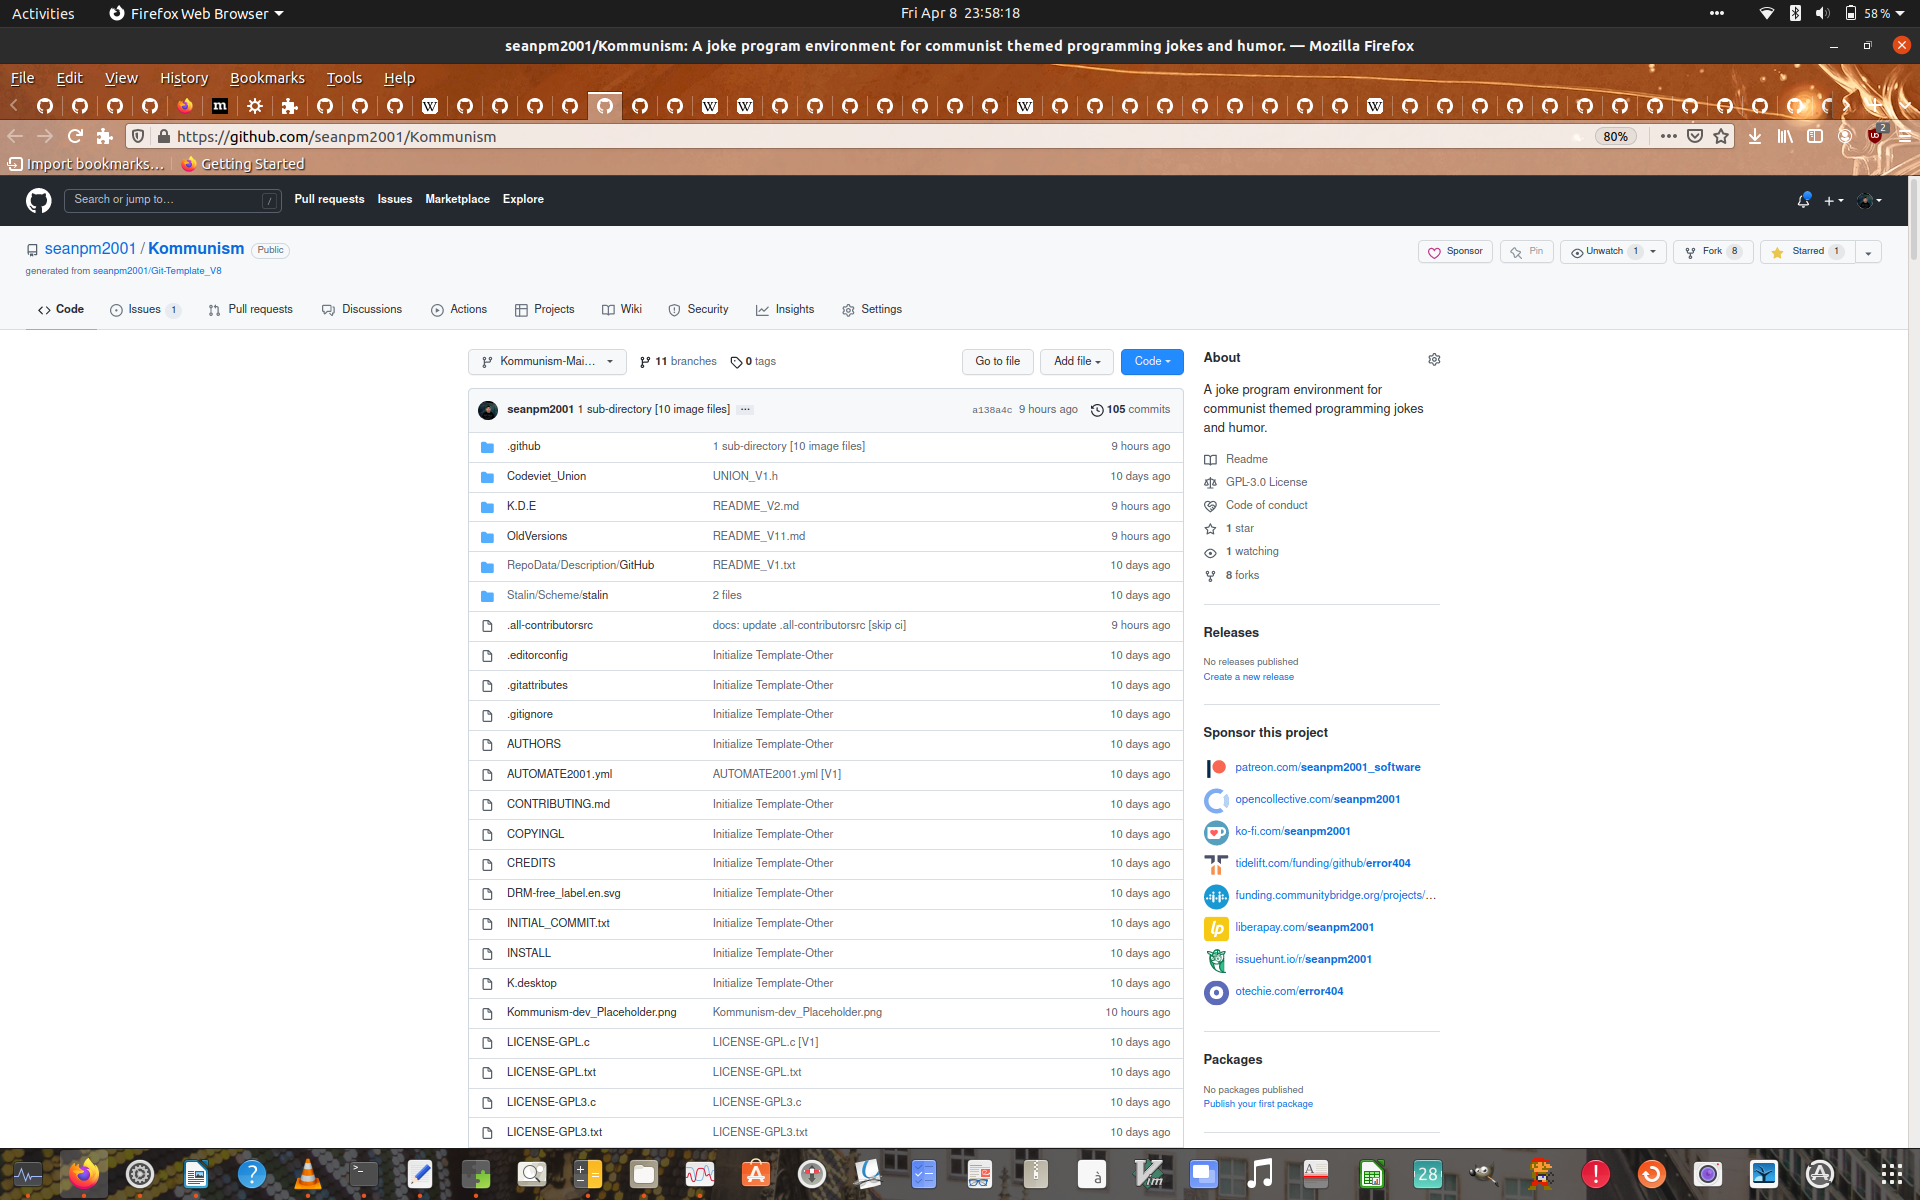 Activities Firefox Web Browser Fri Apr 8 23:58:18 58 %
seanpm2001/Kommunism: A joke program environment for communist themed programming jokes and humor. — Mozilla Firefox
File Edit View History Bookmarks Tools Help
https://github.com/seanpm2001/Kommunism 80% 2
Import bookmarks... Getting Started
Search or jump to... / Pull requests Issues Marketplace Explore
seanpm2001 / Kommunism Public Sponsor Pin Unwatch 1 Fork 8 Starred 1
generated from seanpm2001/Git-Template_V8
Code Issues 1 Pull requests Discussions Actions Projects Wiki Security Insights Settings
Kommunism-Mai... 11 branches 0 tags Go to file Add file Code
seanpm2001 1 sub-directory [10 image files] ... a138a4c 9 hours ago 105 commits
.github 1 sub-directory [10 image files] 9 hours ago
Codeviet_Union UNION_V1.h 10 days ago
K.D.E README_V2.md 9 hours ago
OldVersions README_V11.md 9 hours ago
RepoData/Description/GitHub README_V1.txt 10 days ago
Stalin/Scheme/stalin 2 files 10 days ago
.all-contributorsrc docs: update .all-contributorsrc [skip ci] 9 hours ago
.editorconfig Initialize Template-Other 10 days ago
.gitattributes Initialize Template-Other 10 days ago
.gitignore Initialize Template-Other 10 days ago
AUTHORS Initialize Template-Other 10 days ago
AUTOMATE2001.yml AUTOMATE2001.yml [V1] 10 days ago
CONTRIBUTING.md Initialize Template-Other 10 days ago
COPYINGL Initialize Template-Other 10 days ago
CREDITS Initialize Template-Other 10 days ago
DRM-free_label.en.svg Initialize Template-Other 10 days ago
INITIAL_COMMIT.txt Initialize Template-Other 10 days ago
INSTALL Initialize Template-Other 10 days ago
K.desktop Initialize Template-Other 10 days ago
Kommunism-dev_Placeholder.png Kommunism-dev_Placeholder.png 10 hours ago
LICENSE-GPL.c LICENSE-GPL.c [V1] 10 days ago
LICENSE-GPL.txt LICENSE-GPL.txt 10 days ago
LICENSE-GPL3.c LICENSE-GPL3.c 10 days ago
LICENSE-GPL3.txt LICENSE-GPL3.txt 10 days ago
About
A joke program environment for
communist themed programming jokes
and humor.
Readme
GPL-3.0 License
Code of conduct
1 star
1 watching
8 forks
Releases
No releases published
Create a new release
Sponsor this project
patreon.com/seanpm2001_software
opencollective.com/seanpm2001
ko-fi.com/seanpm2001
tidelift.com/funding/github/error404
funding.communitybridge.org/projects/...
liberapay.com/seanpm2001
issuehunt.io/r/seanpm2001
otechie.com/error404
Packages
No packages published
Publish your first package
28